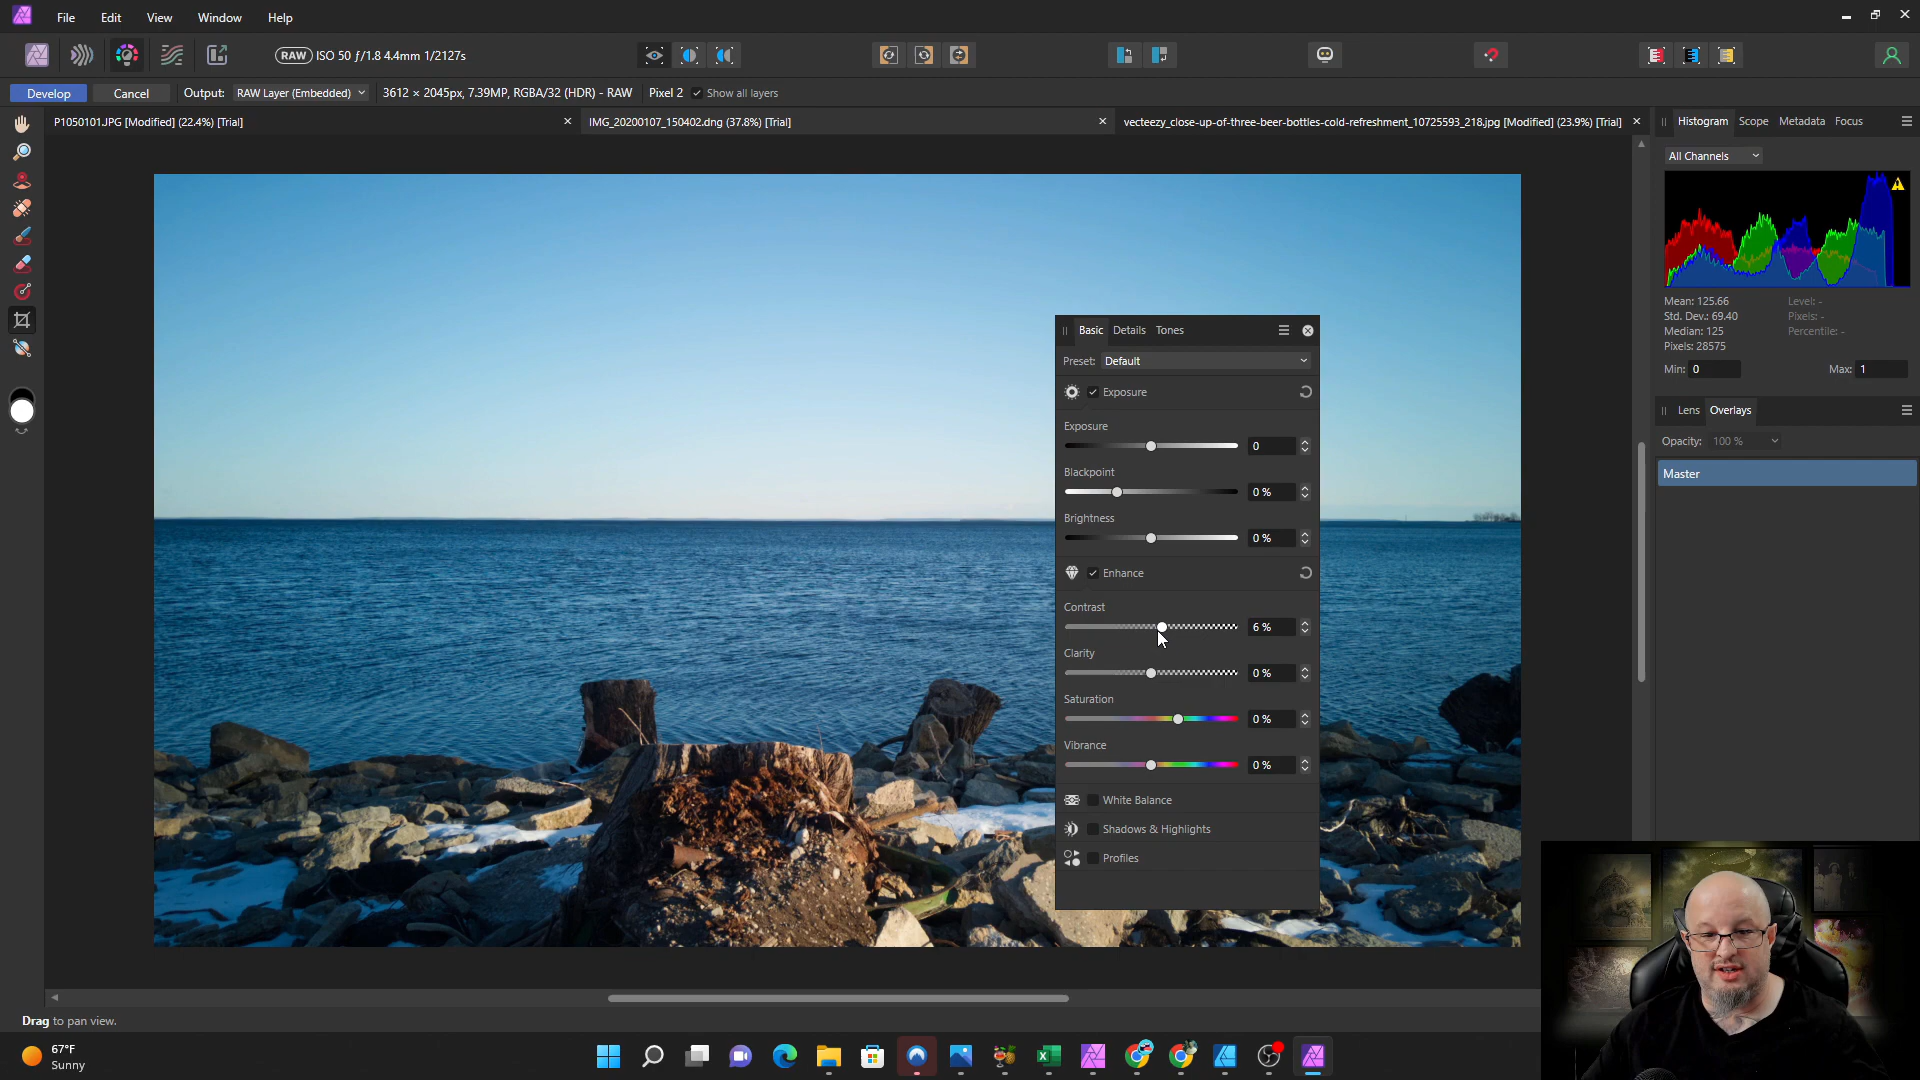 File Edit View Window Help
RAW ISO 50 ƒ/1.8 4.4mm 1/2127s
Develop Cancel Output: RAW Layer (Embedded) 3612 × 2045px, 7.39MP, RGBA/32 (HDR) - RAW Pixel 2 Show all layers
P1050101.JPG [Modified] (22.4%) [Trial] IMG_20200107_150402.dng (37.8%) [Trial] vecteezy_close-up-of-three-beer-bottles-cold-refreshment_10725593_218.jpg [Modified] (23.9%) [Trial]
Histogram Scope Metadata Focus
All Channels
Mean: 125.66 Level: -
Std. Dev.: 69.40 Pixels: -
Median: 125 Percentile: -
Pixels: 28575
Min: 0 Max: 1
Lens Overlays
Opacity: 100 %
Master
Basic Details Tones
Preset: Default
Exposure
Exposure
0
Blackpoint
0 %
Brightness
0 %
Enhance
Contrast
6 %
Clarity
0 %
Saturation
0 %
Vibrance
0 %
White Balance
Shadows & Highlights
Profiles
Drag to pan view.
67°F
Sunny